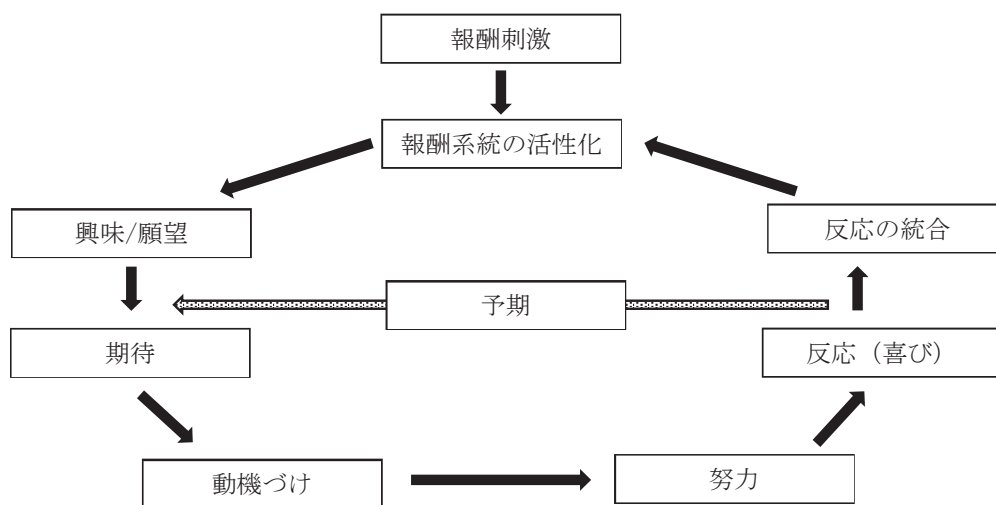 報酬刺激
報酬系統の活性化
興味/願望
反応の統合
予期
期待
反応（喜び）
動機づけ
努力